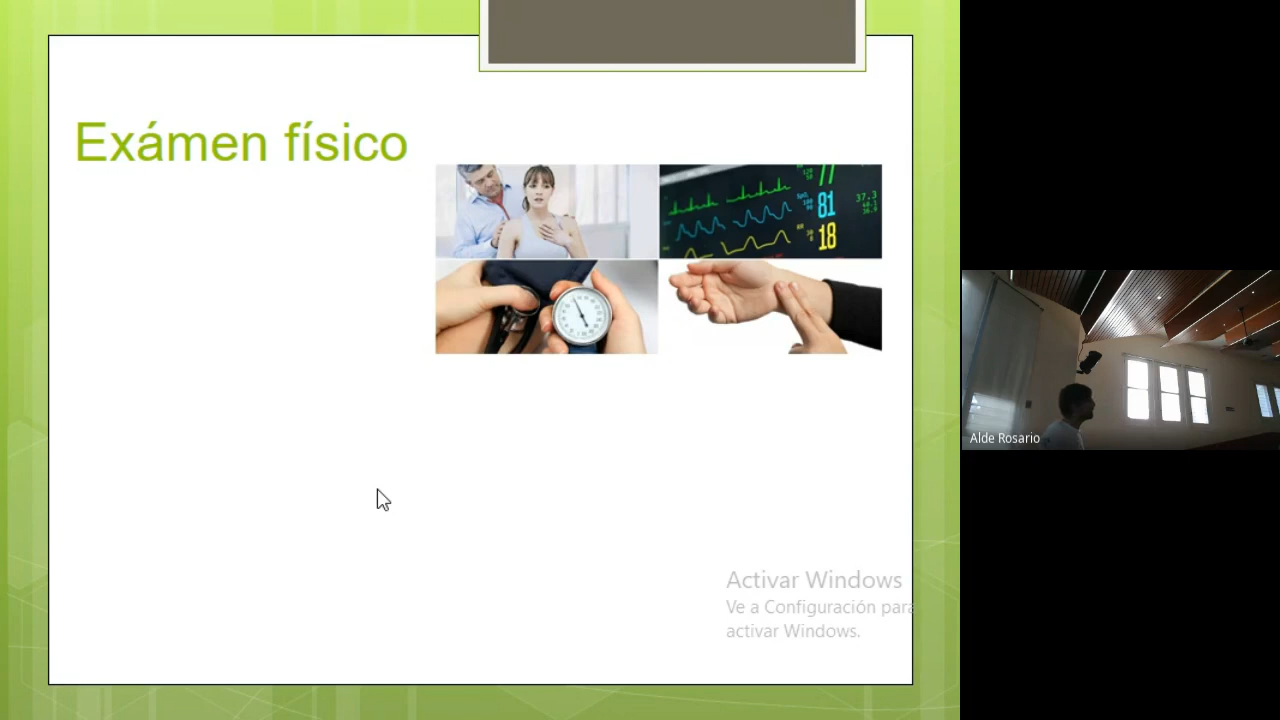 Exámen físico
77
81
18
37.3
Activar Windows
Ve a Configuración para
activar Windows.
Alde Rosario